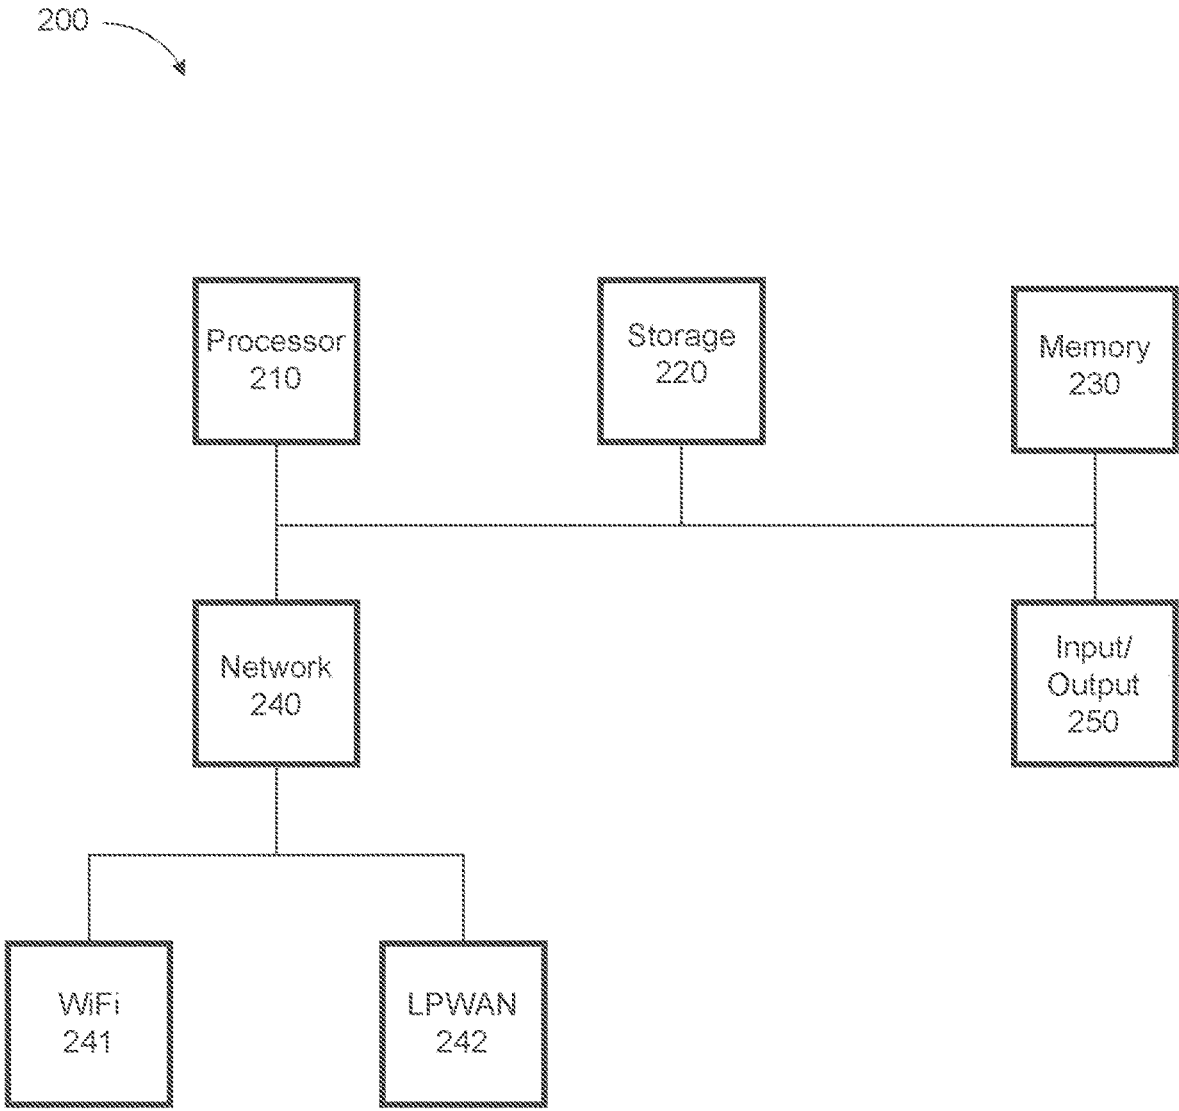 200
Processor
210
Storage
220
Memory
230
Network
240
Input/
Output
250
WiFi
241
LPWAN
242